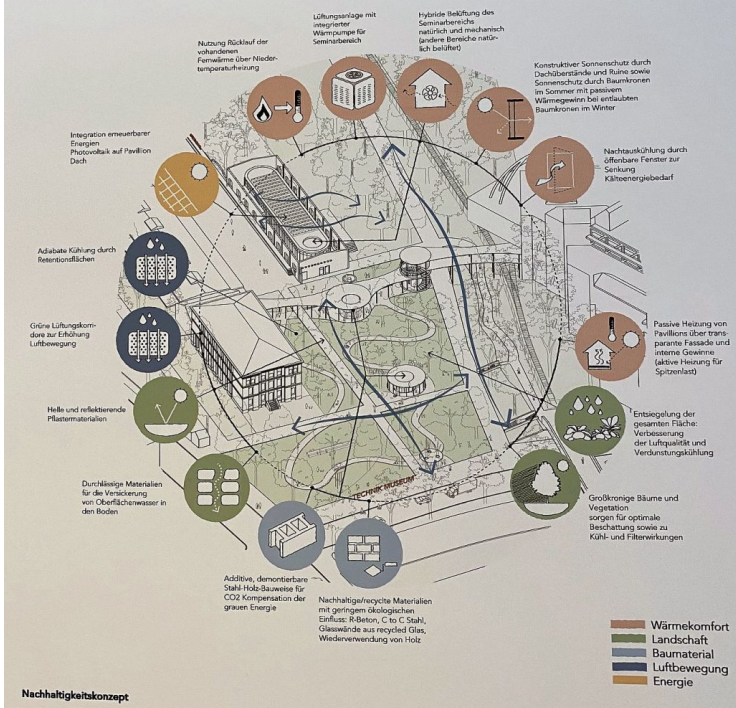 Lüftungsanlage mit
integrierter
Wärmpumpe für
Seminarbereich
Hybride Belüftung des
Seminarbereichs
natürlich und mechanisch
(andere Bereiche natür-
lich belüftet)
Nutzung Rücklauf der
vohandenen
Fernwärme über Nieder-
temperaturheizung
Konstruktiver Sonnenschutz durch
Dachüberstände und Ruine sowie
Sonnenschutz durch Baumkronen
im Sommer mit passivem
Wärmegewinn bei entlaubten
Baumkronen im Winter
Integration erneuerbarer
Energien
Photovoltaik auf Pavillion
Dach
Nachtauskühlung durch
öffenbare Fenster zur
Senkung
Kälteenergiebedarf
Adiabate Kühlung durch
Retentionsflächen
Grüne Lüftungskorri-
dore zur Erhöhung
Luftbewegung
Passive Heizung von
Pavillions über trans-
parante Fassade und
interne Gewinne
(aktive Heizung für
Spitzenlast)
Helle und reflektierende
Pflastermaterialien
Entsiegelung der
gesamten Fläche:
Verbesserung
der Luftqualität und
Verdunstungskühlung
Durchlässige Materialien
für die Versickerung
von Oberflächenwasser in
den Boden
TECHNIK MUSEUM
Großkronige Bäume und
Vegetation
sorgen für optimale
Beschattung sowie zu
Kühl- und Filterwirkungen
Additive, demontierbare
Stahl-Holz-Bauweise für
CO2 Kompensation der
grauen Energie
Nachhaltige/recylte Materialien
mit geringem ökologischen
Einfluss: R-Beton, C to C Stahl,
Glasswände aus recycled Glas,
Wiederverwendung von Holz
Wärmekomfort
Landschaft
Baumaterial
Luftbewegung
Energie
Nachhaltigkeitskonzept